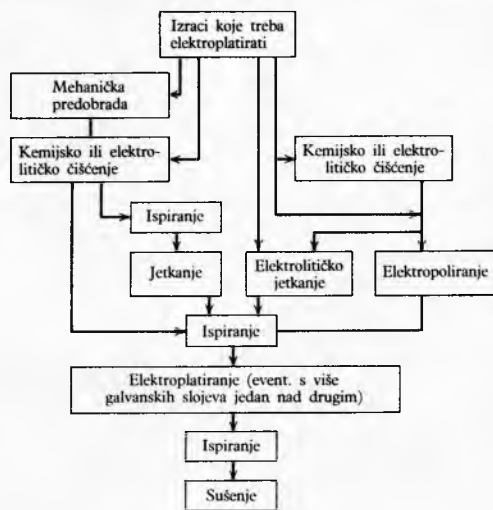 Izraci koje treba
elektroplatirati
Mehanička
predobrada
Kemijsko ili elektro-
litičko čišćenje
Kemijsko ili elektro-
litičko čišćenje
Ispiranje
Jetkanje
Elektrolitičko
jetkanje
Elektropoliranje
Ispiranje
Elektroplatiranje (event. s više
galvanskih slojeva jedan nad drugim)
Ispiranje
Sušenje